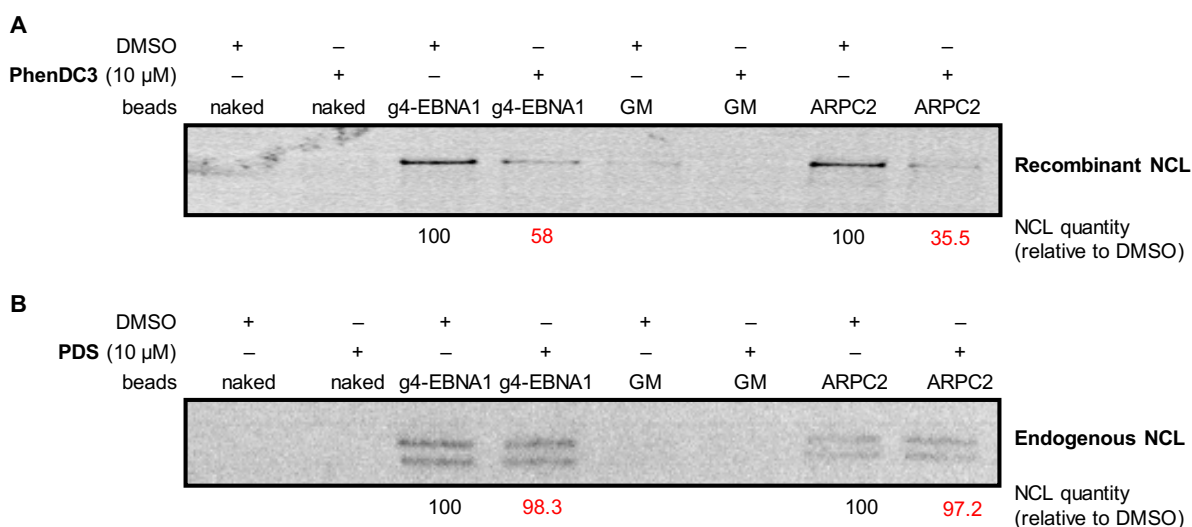 A
DMSO + – + – + – + –
PhenDC3 (10 µM) – + – + – + – +
beads naked naked g4-EBNA1 g4-EBNA1 GM GM ARPC2 ARPC2
Recombinant NCL
100 58 100 35.5 NCL quantity
(relative to DMSO)
B
DMSO + – + – + – + –
PDS (10 µM) – + – + – + – +
beads naked naked g4-EBNA1 g4-EBNA1 GM GM ARPC2 ARPC2
Endogenous NCL
100 98.3 100 97.2 NCL quantity
(relative to DMSO)